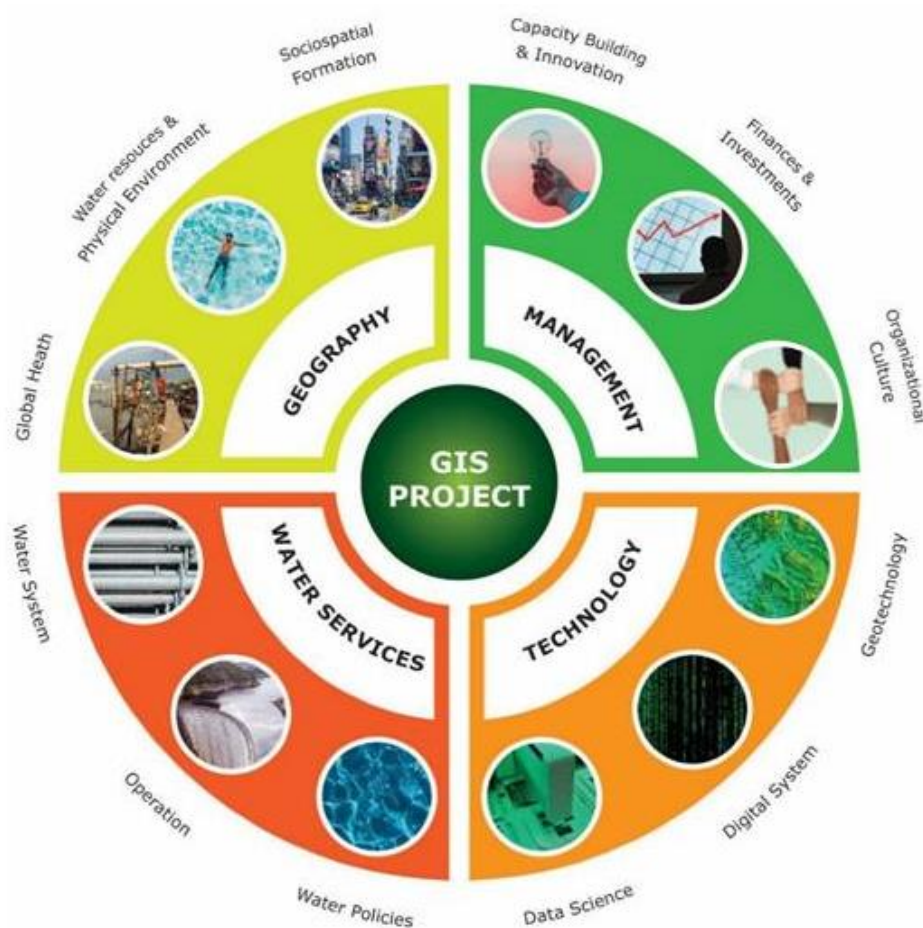 Sociospatial
Formation
Capacity Building
& Innovation
Water resouces &
Physical Environment
Finances &
Investments
Global Heath
Organizational
Culture
GEOGRAPHY
MANAGEMENT
GIS
PROJECT
WATER SERVICES
TECHNOLOGY
Water System
Geotechnology
Operation
Digital System
Water Policies
Data Science